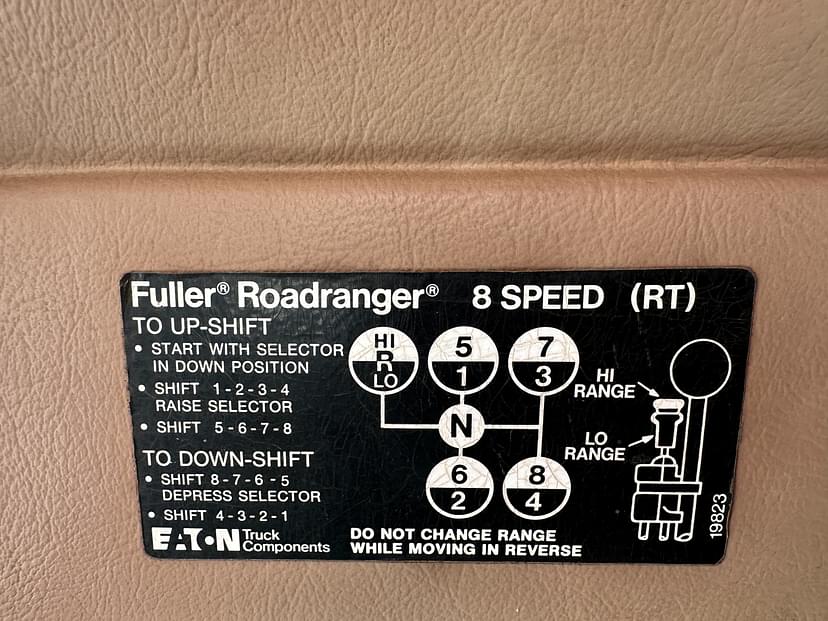 Fuller® Roadranger® 8 SPEED (RT)
TO UP-SHIFT
• START WITH SELECTOR
IN DOWN POSITION
• SHIFT 1-2-3-4
RAISE SELECTOR
• SHIFT 5-6-7-8
TO DOWN-SHIFT
• SHIFT 8-7-6-5
DEPRESS SELECTOR
• SHIFT 4-3-2-1
EATON Truck
Components
HI
R
LO
5
1
7
3
N
6
2
8
4
HI
RANGE
LO
RANGE
DO NOT CHANGE RANGE
WHILE MOVING IN REVERSE
19823